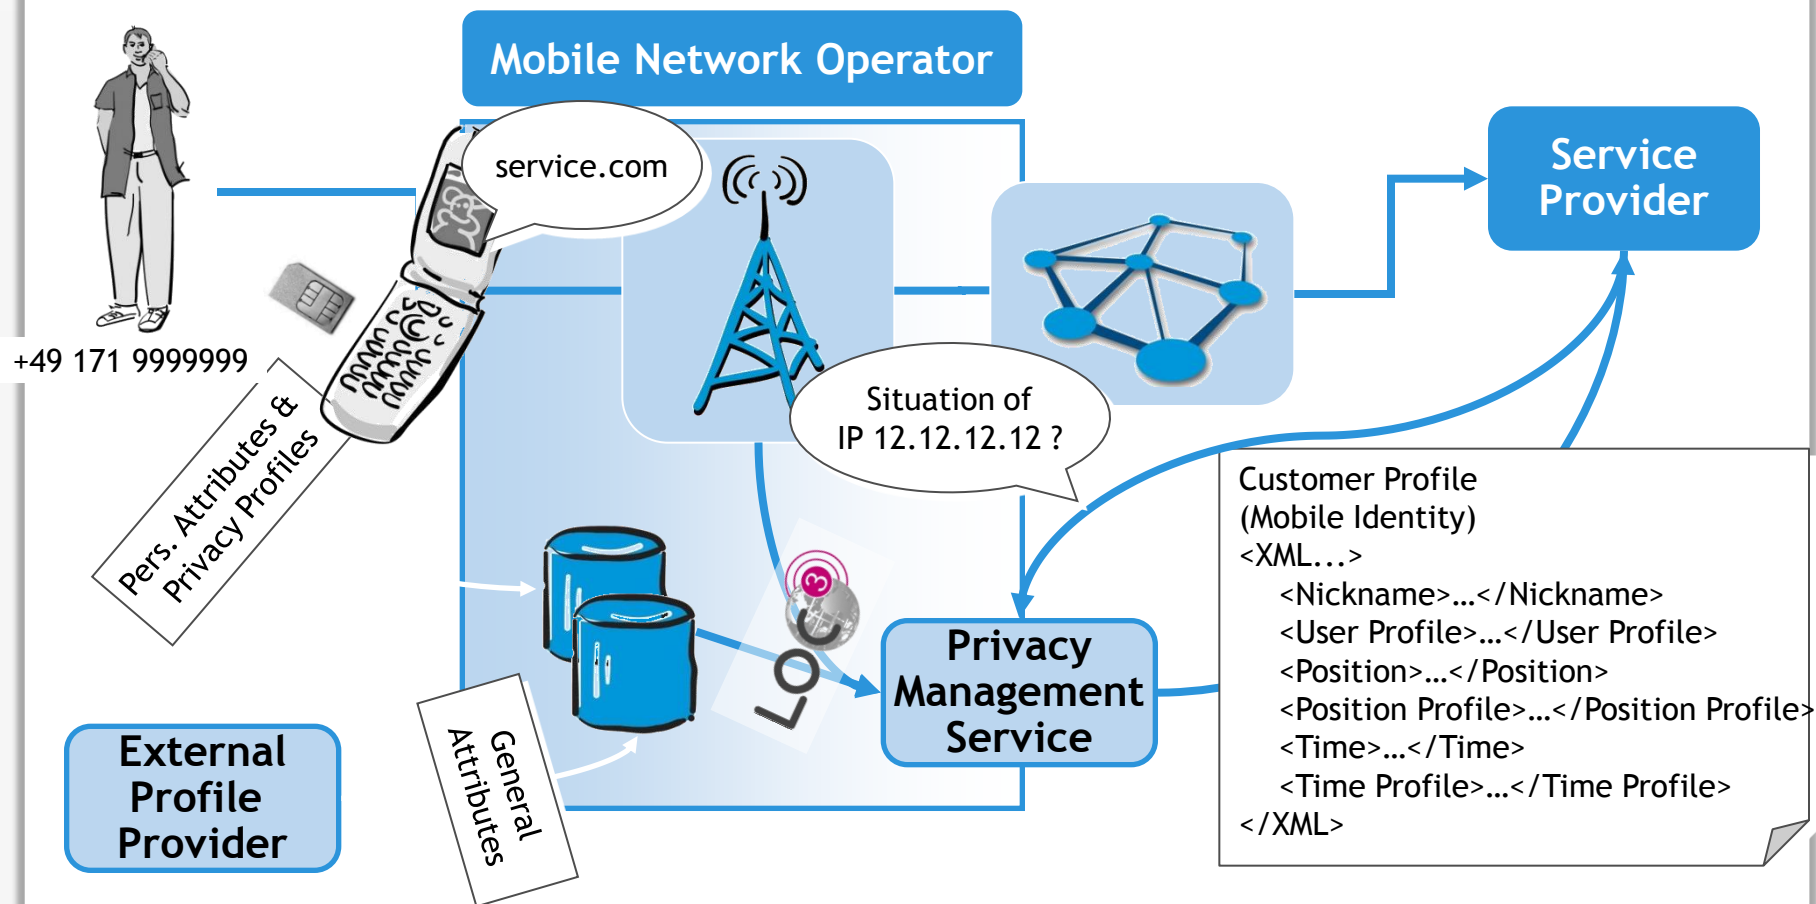 Mobile Network Operator
service.com
Service
Provider
+49 171 9999999
Situation of
IP 12.12.12.12 ?
Pers. Attributes &
Privacy Profiles
Customer Profile
(Mobile Identity)
<XML...>
<Nickname>…</Nickname>
<User Profile>…</User Profile>
<Position>…</Position>
<Position Profile>…</Position Profile>
<Time>…</Time>
<Time Profile>…</Time Profile>
</XML>
LOC
3
Privacy
Management
Service
General
Attributes
External
Profile
Provider